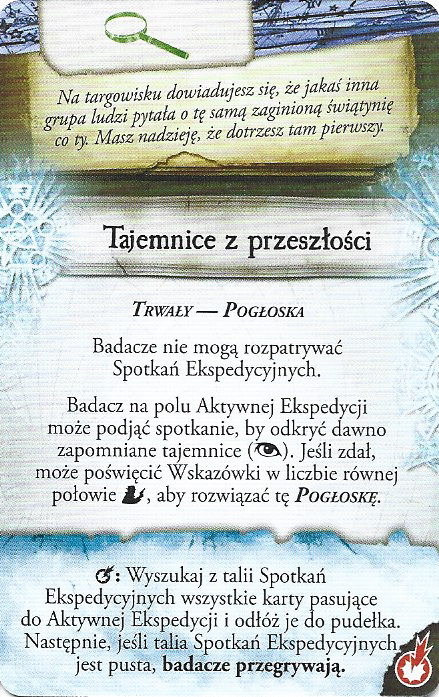 Na targowisku dowiadujesz się, że jakaś inna
grupa ludzi pytała o tę samą zaginioną świątynię
co ty. Masz nadzieję, że dotrzesz tam pierwszy.
Tajemnice z przeszłości
Trwały — Pogłoska
Badacze nie mogą rozpatrywać
Spotkań Ekspedycyjnych.
Badacz na polu Aktywnej Ekspedycji
może podjąć spotkanie, by odkryć dawno
zapomniane tajemnice (). Jeśli zdał,
może poświęcić Wskazówki w liczbie równej
połowie , aby rozwiązać tę Pogłoskę.
: Wyszukaj z talii Spotkań
Ekspedycyjnych wszystkie karty pasujące
do Aktywnej Ekspedycji i odłóż je do pudełka.
Następnie, jeśli talia Spotkań Ekspedycyjnych
jest pusta, badacze przegrywają.